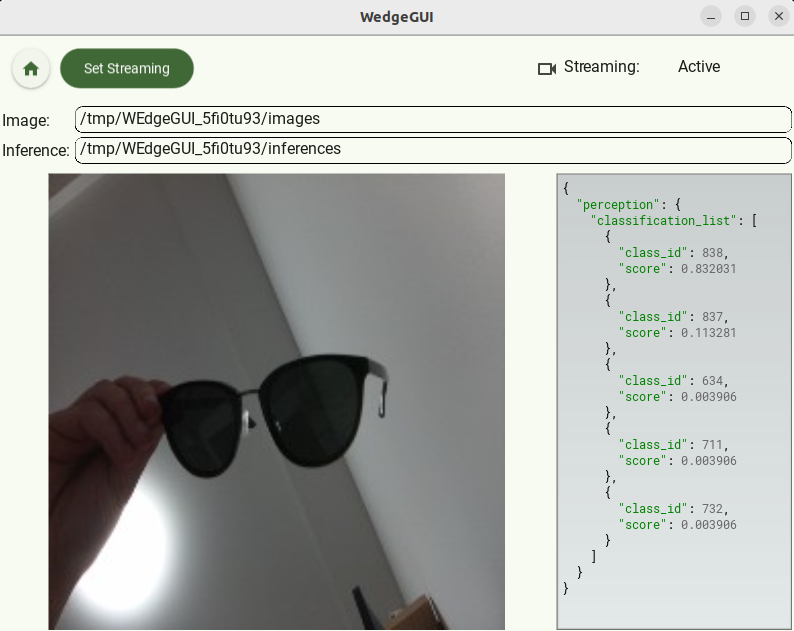 WedgeGUI
Set Streaming
Streaming: Active
Image: /tmp/WEdgeGUI_5fi0tu93/images
Inference: /tmp/WEdgeGUI_5fi0tu93/inferences
{
"perception": {
"classification_list": [
{
"class_id": 838,
"score": 0.832031
},
{
"class_id": 837,
"score": 0.113281
},
{
"class_id": 634,
"score": 0.003906
},
{
"class_id": 711,
"score": 0.003906
},
{
"class_id": 732,
"score": 0.003906
}
]
}
}